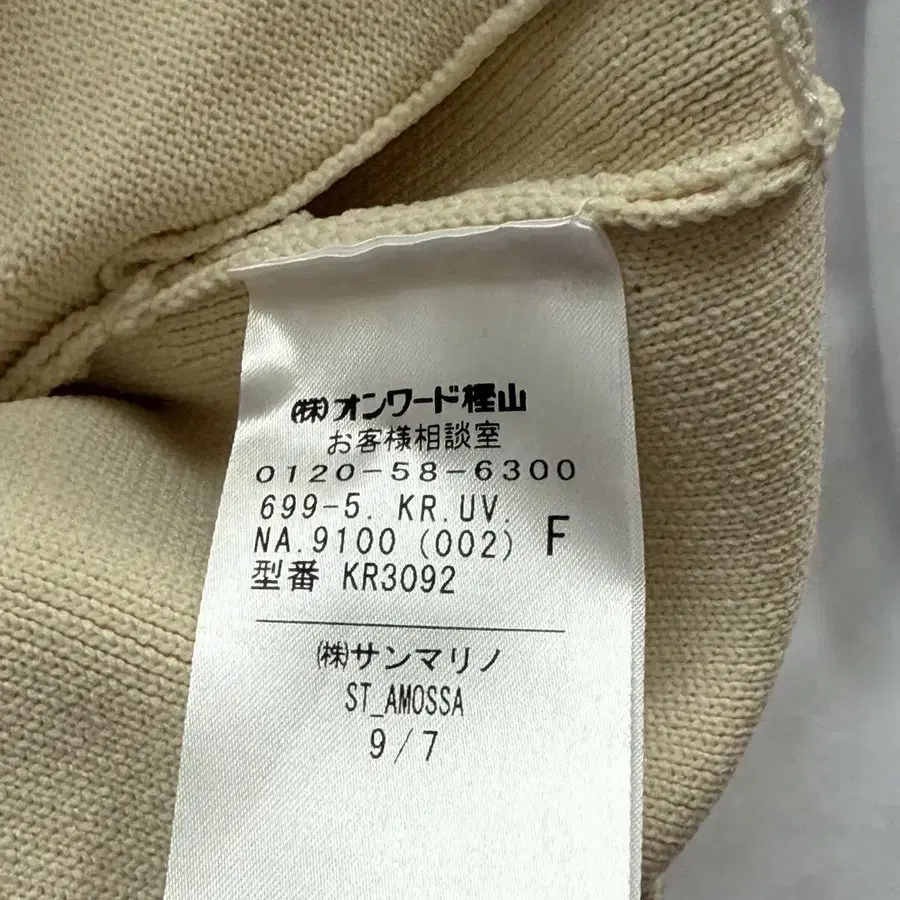 (株)オンワード樫山
お客様相談室
0120-58-6300
699-5. KR.UV.
NA.9100 (002) F
型番 KR3092
(株)サンマリノ
ST_AMOSSA
9/7